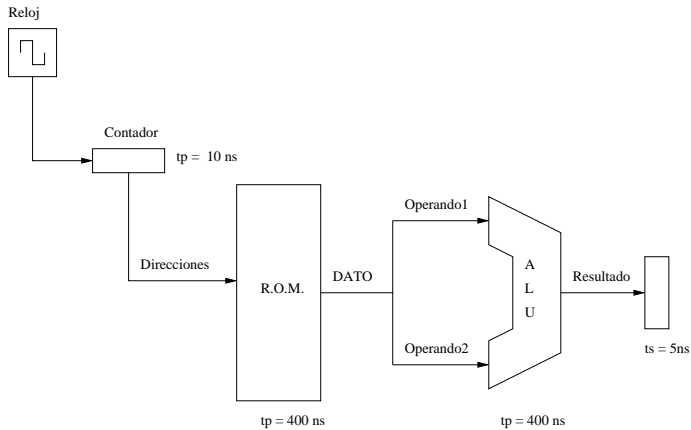 Reloj
Contador
tp = 10 ns
Direcciones
R.O.M.
DATO
Operando1
Operando2
A
L
U
Resultado
ts = 5ns
tp = 400 ns
tp = 400 ns